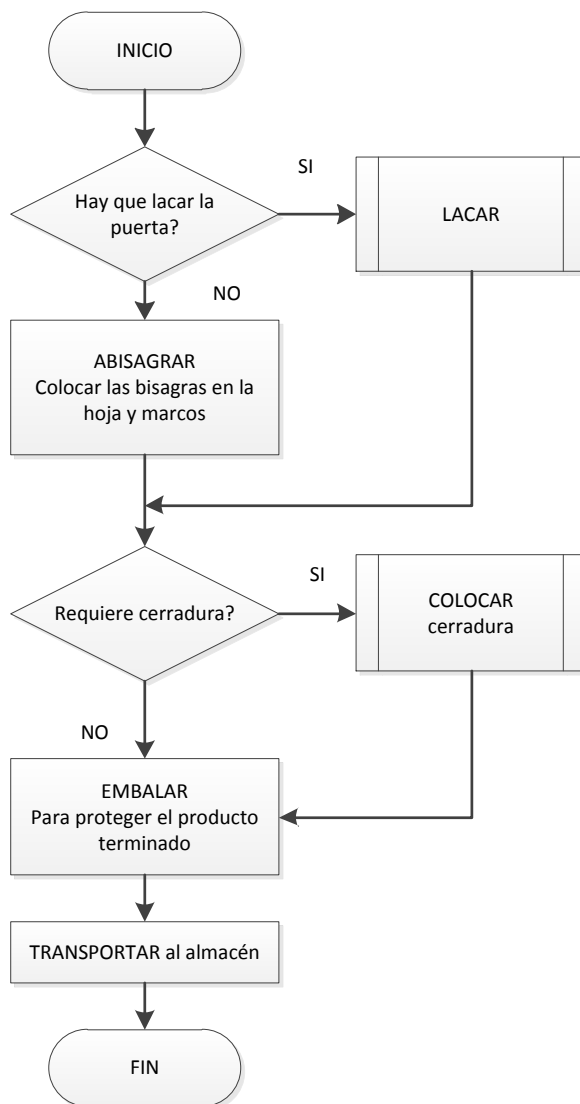 INICIO
Hay que lacar la
puerta?
SI
LACAR
NO
ABISAGRAR
Colocar las bisagras en la
hoja y marcos
Requiere cerradura?
SI
COLOCAR
cerradura
NO
EMBALAR
Para proteger el producto
terminado
TRANSPORTAR al almacén
FIN